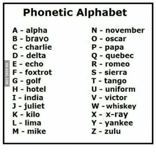 Phonetic Alphabet
A - alpha
B - bravo
C - charlie
D - delta
E - echo
F - foxtrot
G - golf
H - hotel
I - india
J - juliet
K - kilo
L - lima
M - mike
N - november
O - oscar
P - papa
Q - quebec
R - romeo
S - sierra
T - tango
U - uniform
V - victor
W - whiskey
X - x-ray
Y - yankee
Z - zulu